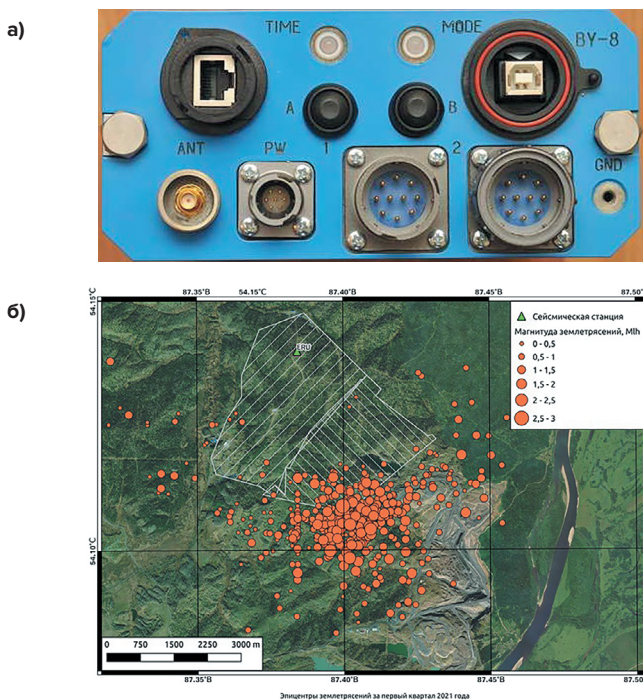 а)
TIME
MODE
BY-8
A
B
ANT
PW
1
2
GND
б)
87.35°В
54.15°С
87.40°В
87.45°В
87.50°
54.15°
ERU
Сейсмическая станция
Магнитуда землетрясений, Mlh
0 - 0,5
0,5 - 1
1 - 1,5
1,5 - 2
2 - 2,5
2,5 - 3
54.10°С
0 750 1500 2250 3000 m
87.35°В
87.40°В
87.45°В
87.50°
Эпицентры землетрясений за первый квартал 2021 года